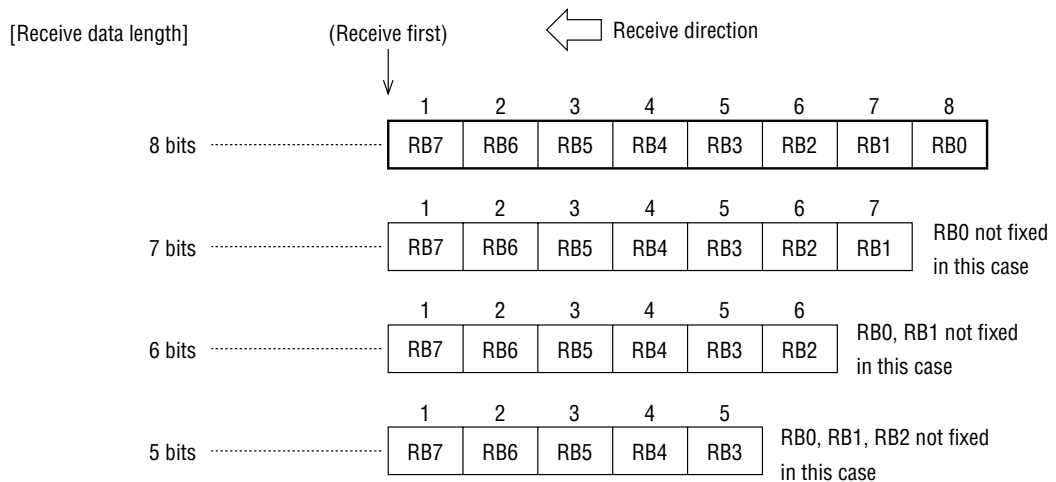 [Receive data length] (Receive first) Receive direction
1 2 3 4 5 6 7 8
8 bits RB7 RB6 RB5 RB4 RB3 RB2 RB1 RB0
1 2 3 4 5 6 7
7 bits RB7 RB6 RB5 RB4 RB3 RB2 RB1
RB0 not fixed
in this case
1 2 3 4 5 6
6 bits RB7 RB6 RB5 RB4 RB3 RB2
RB0, RB1 not fixed
in this case
1 2 3 4 5
5 bits RB7 RB6 RB5 RB4 RB3
RB0, RB1, RB2 not fixed
in this case